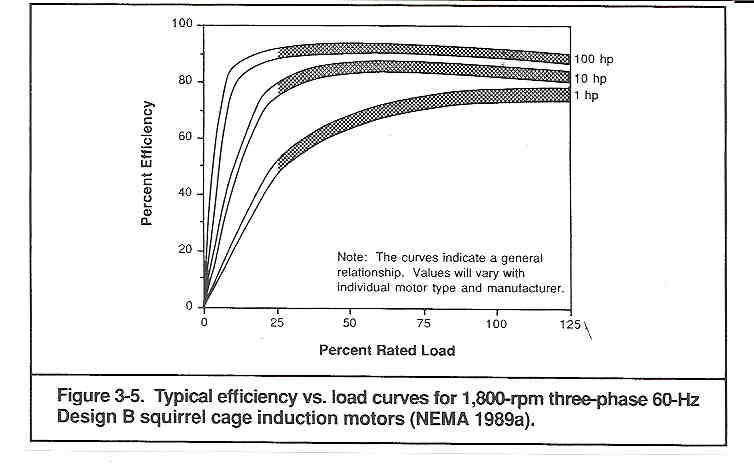 100
80
60
40
20
0
Percent Efficiency
100 hp
10 hp
1 hp
Note: The curves indicate a general
relationship. Values will vary with
individual motor type and manufacturer.
0 25 50 75 100 125
Percent Rated Load
Figure 3-5. Typical efficiency vs. load curves for 1,800-rpm three-phase 60-Hz
Design B squirrel cage induction motors (NEMA 1989a).